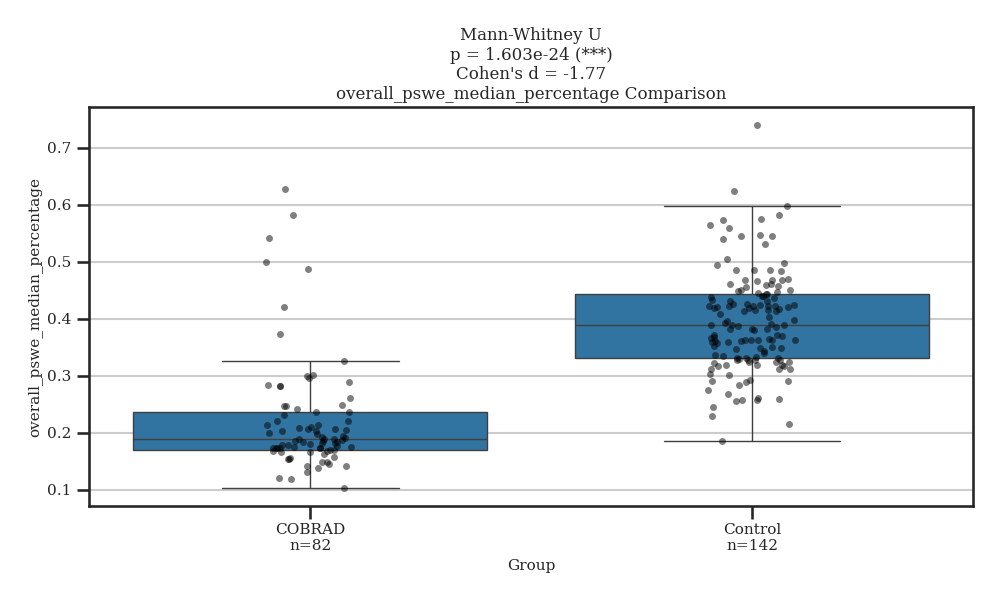 Mann-Whitney U
p = 1.603e-24 (***)
Cohen's d = -1.77
overall_pswe_median_percentage Comparison
overall_pswe_median_percentage
0.7
0.6
0.5
0.4
0.3
0.2
0.1
COBRAD
n=82
Control
n=142
Group